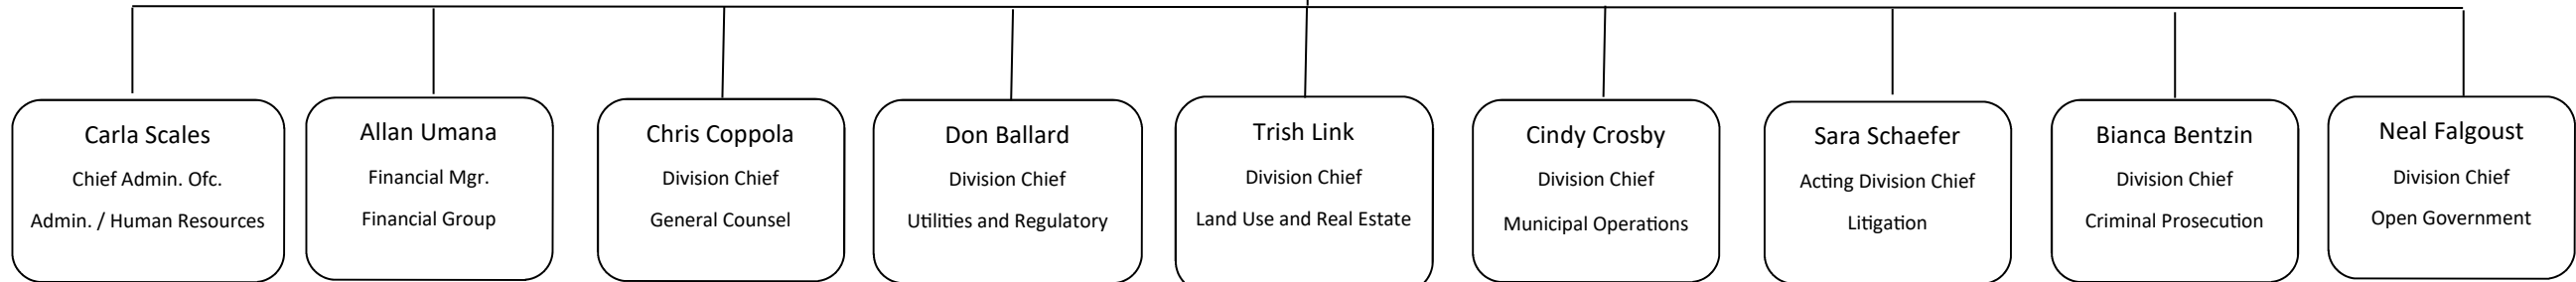 Carla Scales
Chief Admin. Ofc.
Admin. / Human Resources
Allan Umana
Financial Mgr.
Financial Group
Chris Coppola
Division Chief
General Counsel
Don Ballard
Division Chief
Utilities and Regulatory
Trish Link
Division Chief
Land Use and Real Estate
Cindy Crosby
Division Chief
Municipal Operations
Sara Schaefer
Acting Division Chief
Litigation
Bianca Bentzin
Division Chief
Criminal Prosecution
Neal Falgoust
Division Chief
Open Government